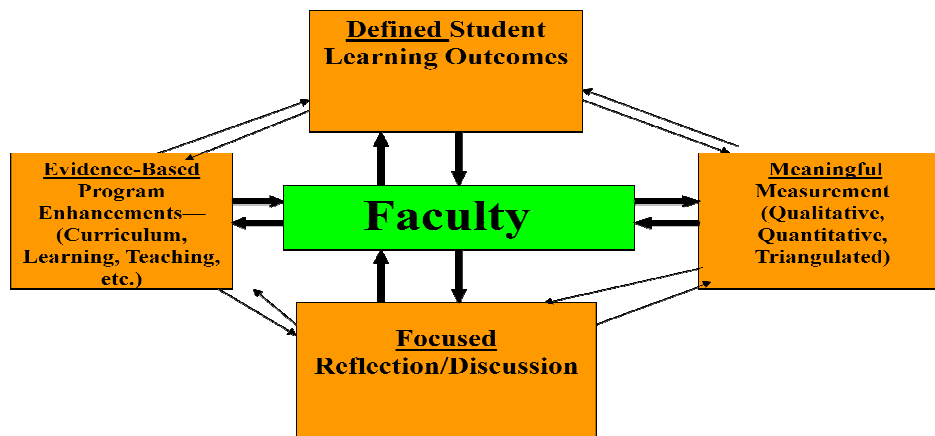 Defined Student
Learning Outcomes
Evidence-Based
Program
Enhancements—
(Curriculum,
Learning, Teaching,
etc.)
Faculty
Meaningful
Measurement
(Qualitative,
Quantitative,
Triangulated)
Focused
Reflection/Discussion